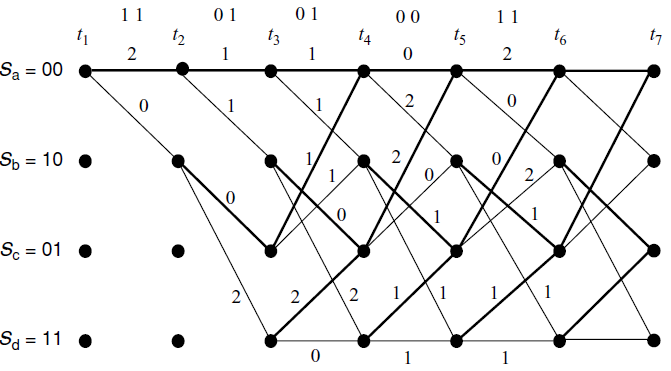 1 1 0 1 0 1 0 0 1 1
t1 t2 t3 t4 t5 t6 t7
2 1 1 0 2
Sa = 00
0 1 1 2 0
Sb = 10
1 2 0
1 0 2
0 0 1 1
Sc = 01
2 2 2 1 1 1 1
Sd = 11
0 1 1